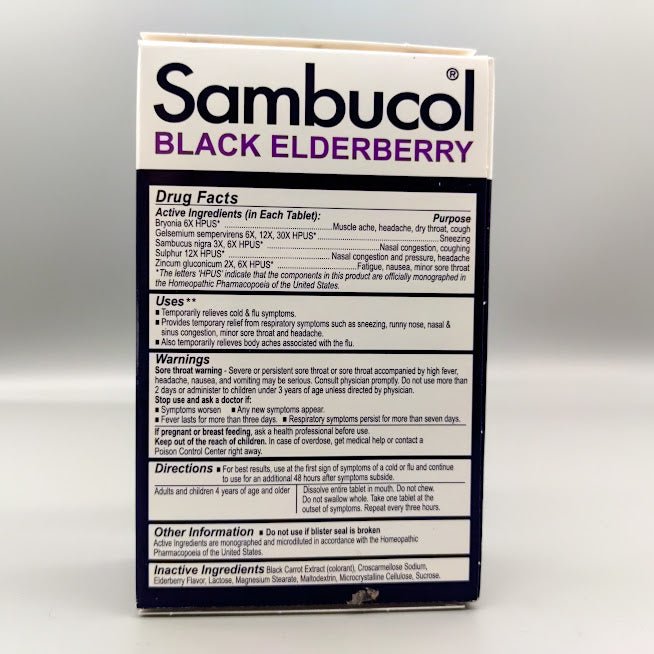 Sambucol®
BLACK ELDERBERRY
Drug Facts
Active Ingredients (in Each Tablet): Purpose
Bryonia 6X HPUS* ........ Muscle ache, headache, dry throat, cough
Gelsemium sempervirens 6X, 12X, 30X HPUS* ........ Sneezing
Sambucus nigra 3X, 6X HPUS* ........ Nasal congestion, coughing
Sulphur 12X HPUS* ........ Nasal congestion and pressure, headache
Zincum gluconicum 2X, 6X HPUS* ........ Fatigue, nausea, minor sore throat
*The letters 'HPUS' indicate that the components in this product are officially monographed in
the Homeopathic Pharmacopoeia of the United States.
Uses**
▪ Temporarily relieves cold & flu symptoms.
▪ Provides temporary relief from respiratory symptoms such as sneezing, runny nose, nasal &
sinus congestion, minor sore throat and headache.
▪ Also temporarily relieves body aches associated with the flu.
Warnings
Sore throat warning - Severe or persistent sore throat or sore throat accompanied by high fever,
headache, nausea, and vomiting may be serious. Consult physician promptly. Do not use more than
2 days or administer to children under 3 years of age unless directed by physician.
Stop use and ask a doctor if:
▪ Symptoms worsen ▪ Any new symptoms appear.
▪ Fever lasts for more than three days. ▪ Respiratory symptoms persist for more than seven days.
If pregnant or breast feeding, ask a health professional before use.
Keep out of the reach of children. In case of overdose, get medical help or contact a
Poison Control Center right away.
Directions ▪ For best results, use at the first sign of symptoms of a cold or flu and continue
to use for an additional 48 hours after symptoms subside.
Adults and children 4 years of age and older
Dissolve entire tablet in mouth. Do not chew.
Do not swallow whole. Take one tablet at the
outset of symptoms. Repeat every three hours.
Other Information ▪ Do not use if blister seal is broken
Active Ingredients are monographed and microdiluted in accordance with the Homeopathic
Pharmacopoeia of the United States.
Inactive Ingredients Black Carrot Extract (colorant), Croscarmellose Sodium,
Elderberry Flavor, Lactose, Magnesium Stearate, Maltodextrin, Microcrystalline Cellulose, Sucrose.